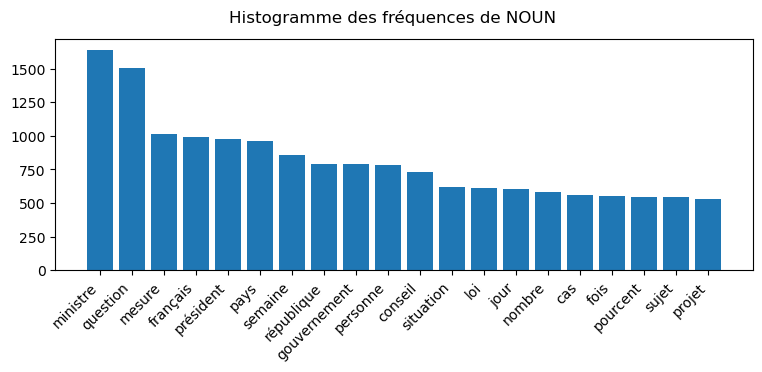 Histogramme des fréquences de NOUN
1500
1250
1000
750
500
250
0
ministre
question
mesure
français
président
pays
semaine
république
gouvernement
personne
conseil
situation
loi
jour
nombre
cas
fois
pourcent
sujet
projet